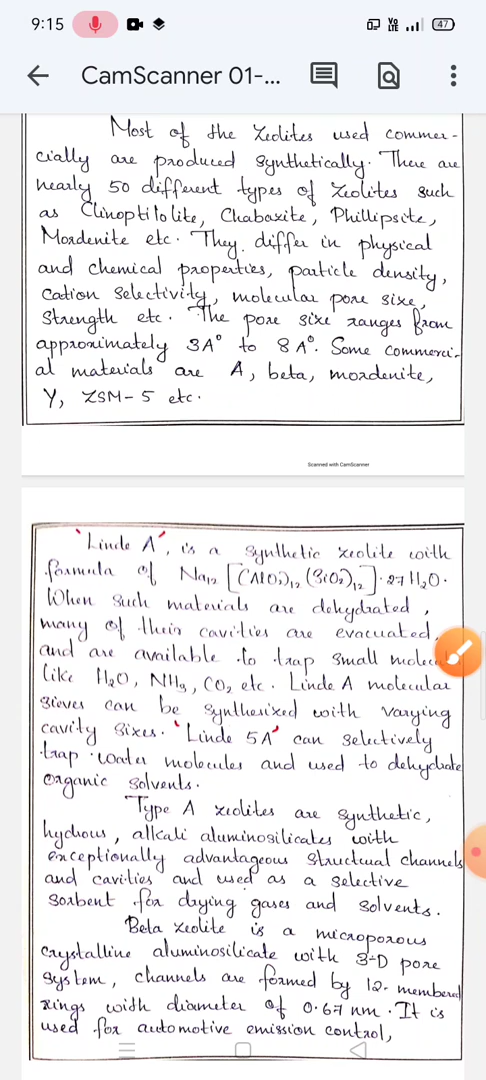 9:15
Vo
LTE
47
CamScanner 01-...
Most of the Zeolites used commer-
cially are produced synthetically. There are
nearly 50 different types of zeolites such
as Clinoptitolite, Chabaxite, Phillipsite,
Mordenite etc. They differ in physical
and chemical properties, particle density,
Cation selectivity, molecular pore size,
Strength etc. The pore size ranges from
approximately 3A° to 8A°. Some commerci-
al materials are A, beta, mordenite,
Y, ZSM-5 etc.
Scanned with CamScanner
'Linde A', is a synthetic zeolite with
formula of Na12 [(AlO2)12 (SiO2)12]·27H2O.
When such materials are dehydrated,
many of their cavities are evacuated
and are available to trap small molec
like H2O, NH3, CO2 etc. Linde A molecular
sieves can be synthesized with varying
cavity sizes. 'Linde 5A' can selectively
trap water molecules and used to dehydrate
organic solvents.
Type A zeolites are synthetic,
hydrous, alkali aluminosilicates with
exceptionally advantageous structural channels
and cavities and used as a selective
sorbent for drying gases and solvents.
Beta zeolite is a microporous
crystalline aluminosilicate with 3-D pore
system, channels are formed by 12-membered
rings with diameter of 0.67 nm. It is
used for automotive emission control,